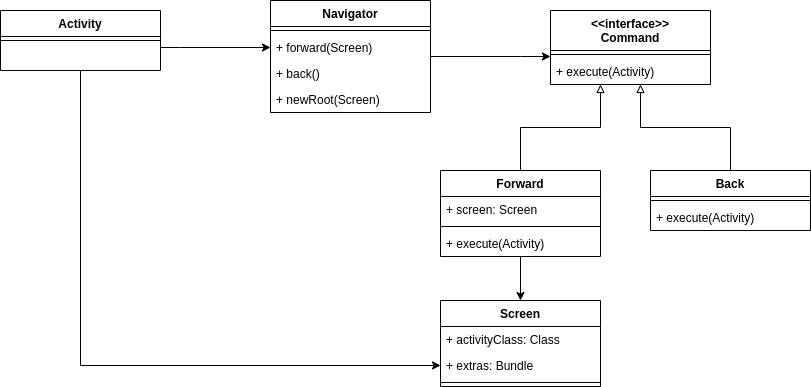 Activity
Navigator
+ forward(Screen)
+ back()
+ newRoot(Screen)
<<interface>>
Command
+ execute(Activity)
Forward
+ screen: Screen
+ execute(Activity)
Back
+ execute(Activity)
Screen
+ activityClass: Class
+ extras: Bundle